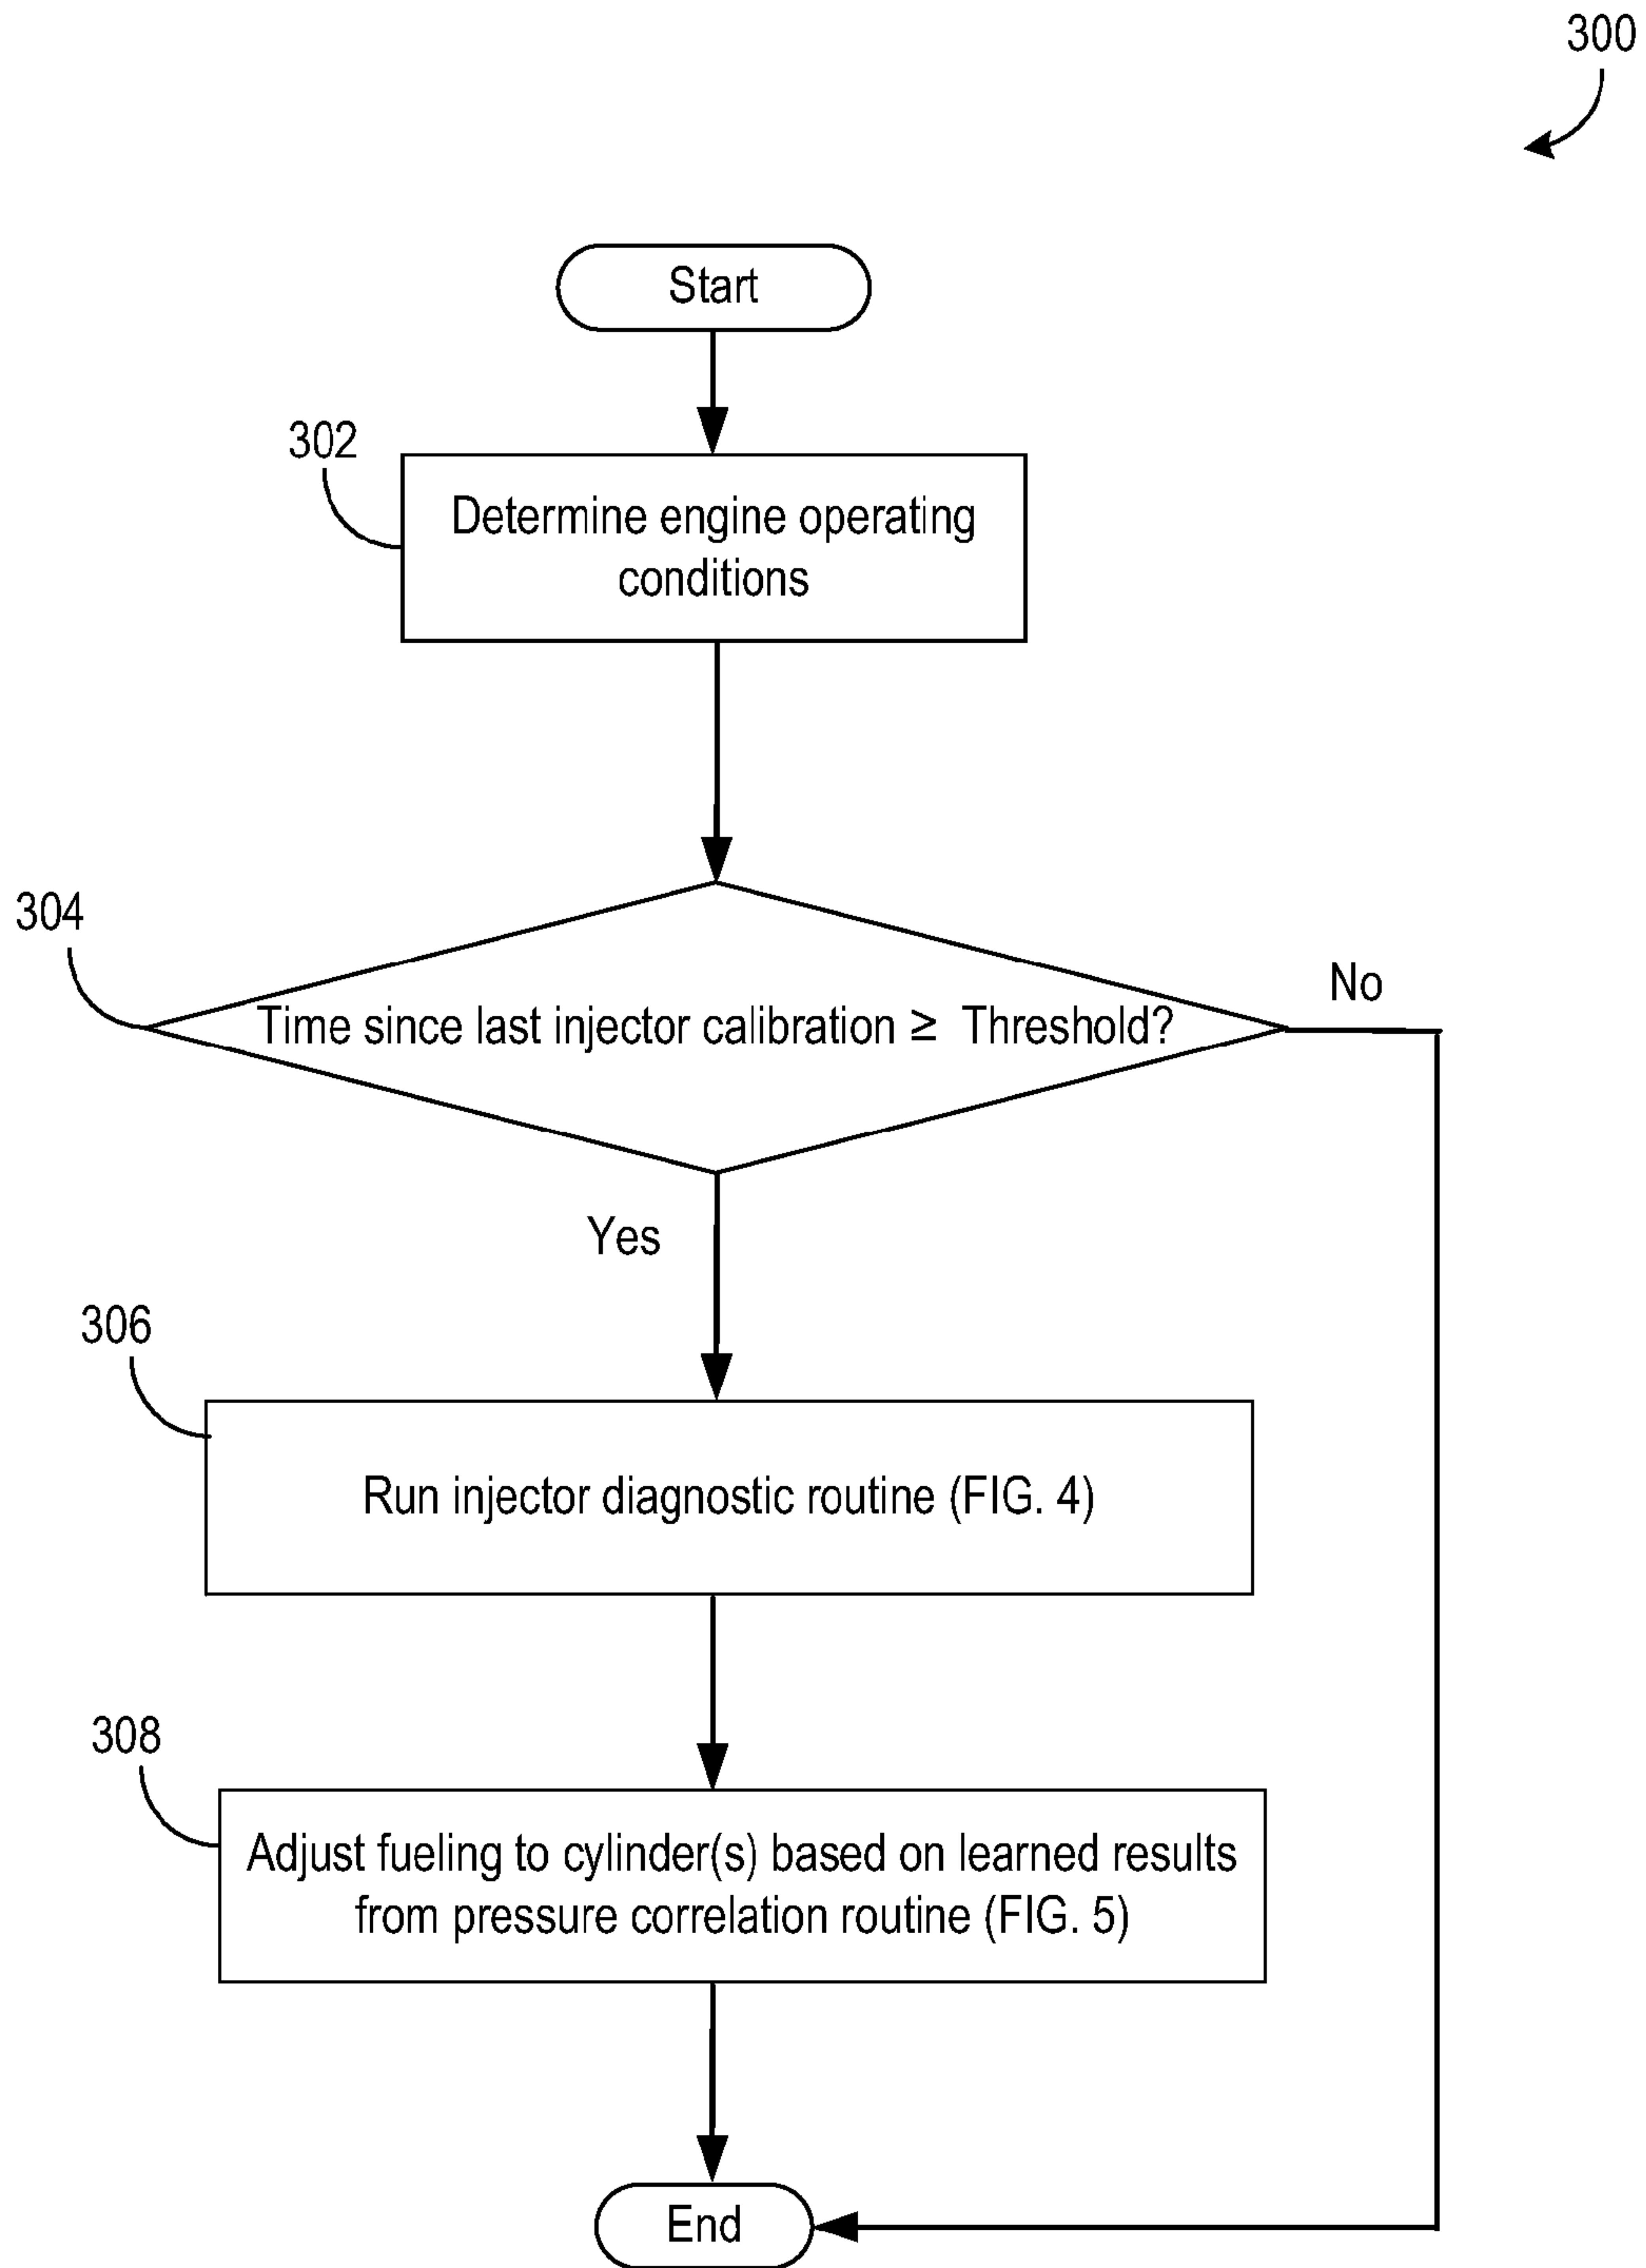 300
Start
302
Determine engine operating
conditions
304
Time since last injector calibration ≥ Threshold?
No
Yes
306
Run injector diagnostic routine (FIG. 4)
308
Adjust fueling to cylinder(s) based on learned results
from pressure correlation routine (FIG. 5)
End